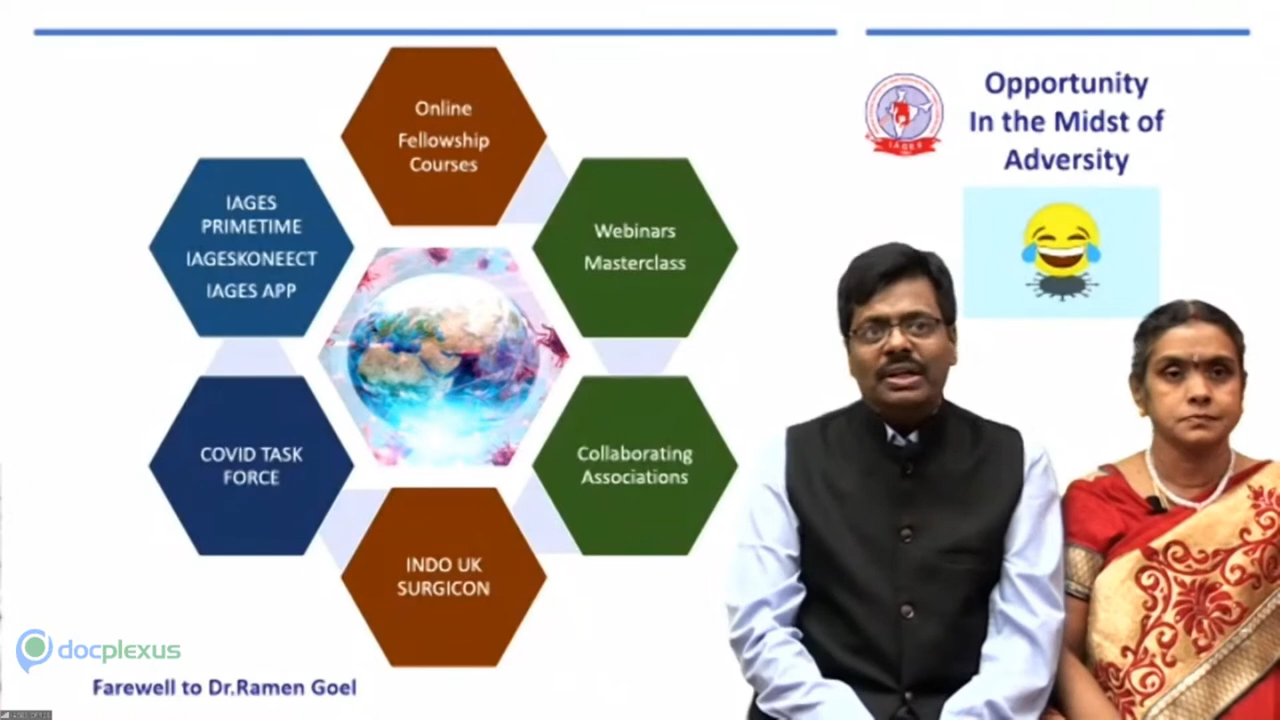 Opportunity
In the Midst of
Adversity
Online
Fellowship
Courses
Webinars
Masterclass
Collaborating
Associations
INDO UK
SURGICON
COVID TASK
FORCE
IAGES
PRIMETIME
IAGESKONEECT
IAGES APP
IAGES
docplexus
Farewell to Dr.Ramen Goel